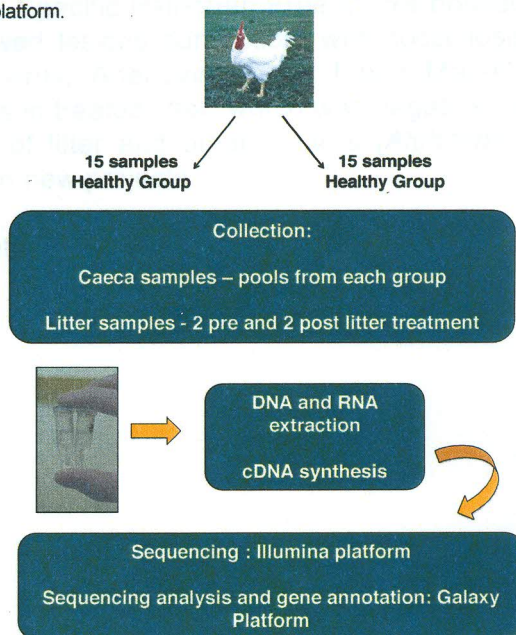 platform.
15 samples
Healthy Group
15 samples
Healthy Group
Collection:
Caeca samples – pools from each group
Litter samples - 2 pre and 2 post litter treatment
DNA and RNA
extraction
cDNA synthesis
Sequencing : Illumina platform
Sequencing analysis and gene annotation: Galaxy
Platform